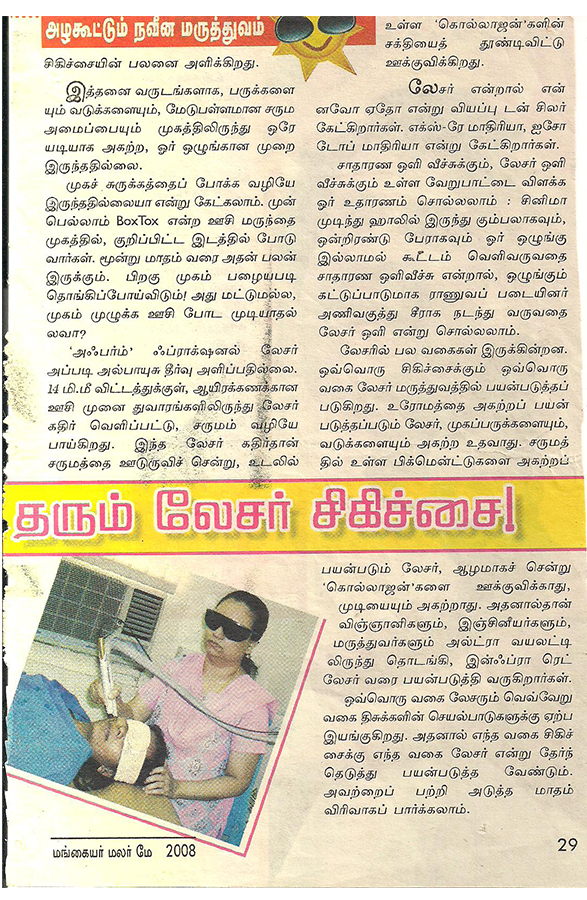 அழகூட்டும் நவீன மருத்துவம்
சிகிச்சையின் பலனை அளிக்கிறது.
இத்தனை வருடங்களாக, பருக்களை
யும் வடுக்களையும், மேடுபள்ளமான சரும
அமைப்பையும் முகத்திலிருந்து ஒரே
யடியாக அகற்ற, ஓர் ஒழுங்கான முறை
இருந்ததில்லை.
முகச் சுருக்கத்தைப் போக்க வழியே
இருந்ததில்லையா என்று கேட்கலாம். முன்
பெல்லாம் BoxTox என்ற ஊசி மருந்தை
முகத்தில், குறிப்பிட்ட இடத்தில் போடு
வார்கள். மூன்று மாதம் வரை அதன் பலன்
இருக்கும். பிறகு முகம் பழையபடி
தொங்கிப்போய்விடும்! அது மட்டுமல்ல,
முகம் முழுக்க ஊசி போட முடியாதல்
லவா?
'அஃபர்ம்' ஃப்ராக்ஷனல் லேசர்
அப்படி அல்பாயுசு தீர்வு அளிப்பதில்லை.
14 மி.மீ விட்டத்துக்குள், ஆயிரக்கணக்கான
ஊசி முனை துவாரங்களிலிருந்து லேசர்
கதிர் வெளிப்பட்டு, சருமம் வழியே
பாய்கிறது. இந்த லேசர் கதிர்தான்
சருமத்தை ஊடுருவிச் சென்று, உடலில்
உள்ள 'கொல்லாஜன்'களின்
சக்தியைத் தூண்டிவிட்டு
ஊக்குவிக்கிறது.
லேசர் என்றால் என்
னவோ ஏதோ என்று வியப்பு டன் சிலர்
கேட்கிறார்கள். எக்ஸ்-ரே மாதிரியா, ஐசோ
டோப் மாதிரியா என்று கேட்கிறார்கள்.
சாதாரண ஒளி வீச்சுக்கும், லேசர் ஒளி
வீச்சுக்கும் உள்ள வேறுபாட்டை விளக்க
ஓர் உதாரணம் சொல்லலாம் : சினிமா
முடிந்து ஹாலில் இருந்து கும்பலாகவும்,
ஒன்றிரண்டு பேராகவும் ஓர் ஒழுங்கு
இல்லாமல் கூட்டம் வெளிவருவதை
சாதாரண ஒளிவீச்சு என்றால், ஒழுங்கும்
கட்டுப்பாடுமாக ராணுவப் படையினர்
அணிவகுத்து சீராக நடந்து வருவதை
லேசர் ஒளி என்று சொல்லலாம்.
லேசரில் பல வகைகள் இருக்கின்றன.
ஒவ்வொரு சிகிச்சைக்கும் ஒவ்வொரு
வகை லேசர் மருத்துவத்தில் பயன்படுத்தப்
படுகிறது. உரோமத்தை அகற்றப் பயன்
படுத்தப்படும் லேசர், முகப்பருக்களையும்,
வடுக்களையும் அகற்ற உதவாது. சருமத்
தில் உள்ள பிக்மென்ட்டுகளை அகற்றப்
தரும் லேசர் சிகிச்சை!
பயன்படும் லேசர், ஆழமாகச் சென்று
'கொல்லாஜன்'களை ஊக்குவிக்காது,
முடியையும் அகற்றாது. அதனால்தான்
விஞ்ஞானிகளும், இஞ்சினியர்களும்,
மருத்துவர்களும் அல்ட்ரா வயலட்டி
லிருந்து தொடங்கி, இன்ஃப்ரா ரெட்
லேசர் வரை பயன்படுத்தி வருகிறார்கள்.
ஒவ்வொரு வகை லேசரும் வெவ்வேறு
வகை திசுக்களின் செயல்பாடுகளுக்கு ஏற்ப
இயங்குகிறது. அதனால் எந்த வகை சிகிச்
சைக்கு எந்த வகை லேசர் என்று தேர்ந்
தெடுத்து பயன்படுத்த வேண்டும்.
அவற்றைப் பற்றி அடுத்த மாதம்
விரிவாகப் பார்க்கலாம்.
மங்கையர் மலர் மே 2008
29